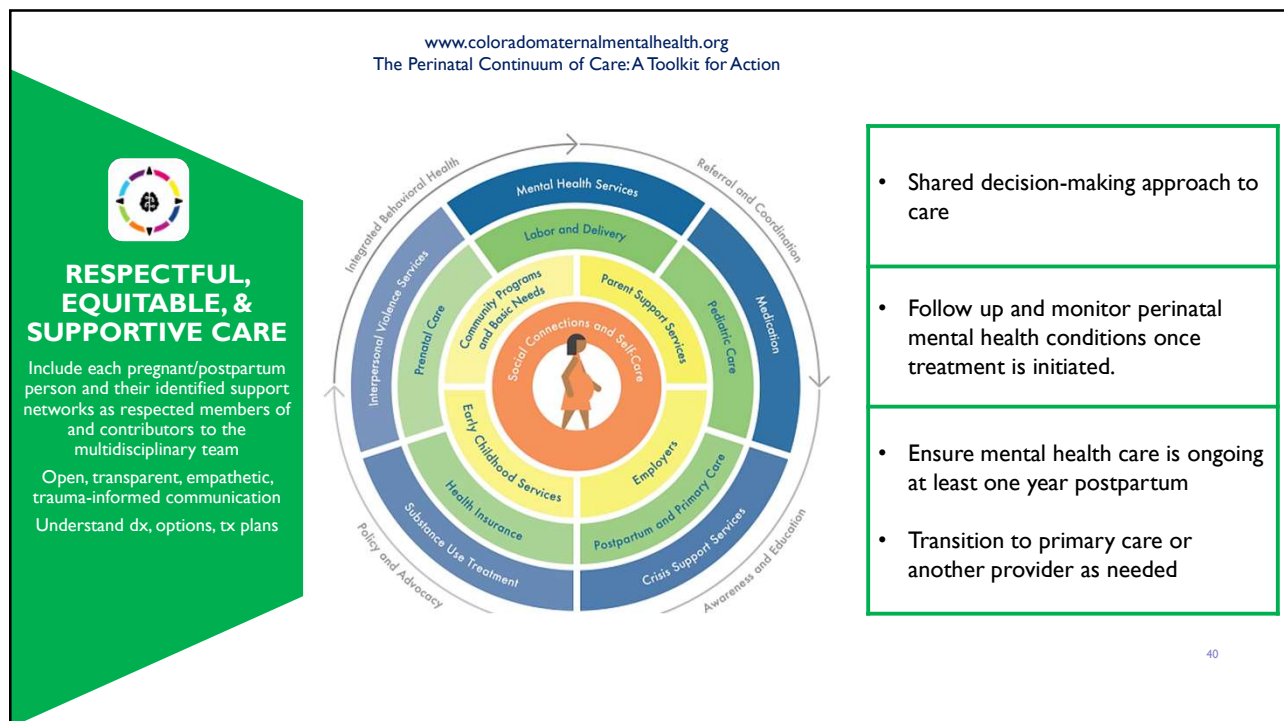 www.coloradomaternalmentalhealth.org
The Perinatal Continuum of Care: A Toolkit for Action
RESPECTFUL,
EQUITABLE, &
SUPPORTIVE CARE
Include each pregnant/postpartum
person and their identified support
networks as respected members of
and contributors to the
multidisciplinary team
Open, transparent, empathetic,
trauma-informed communication
Understand dx, options, tx plans
Integrated Behavioral Health
Referral and Coordination
Awareness and Education
Policy and Advocacy
Mental Health Services
Medication
Crisis Support Services
Substance Use Treatment
Interpersonal Violence Services
Labor and Delivery
Pediatric Care
Postpartum and Primary Care
Health Insurance
Prenatal Care
Community Programs
and Basic Needs
Parent Support Services
Employers
Early Childhood Services
Social Connections and Self-Care
• Shared decision-making approach to
care
• Follow up and monitor perinatal
mental health conditions once
treatment is initiated.
• Ensure mental health care is ongoing
at least one year postpartum
• Transition to primary care or
another provider as needed
40